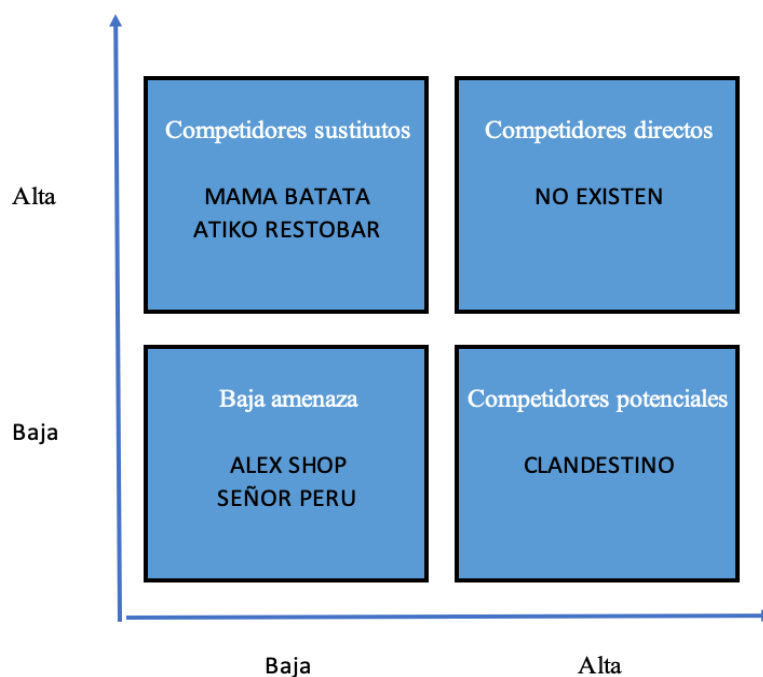 Alta
Competidores sustitutos
MAMA BATATA
ATIKO RESTOBAR
Competidores directos
NO EXISTEN
Baja
Baja amenaza
ALEX SHOP
SEÑOR PERU
Competidores potenciales
CLANDESTINO
Baja
Alta